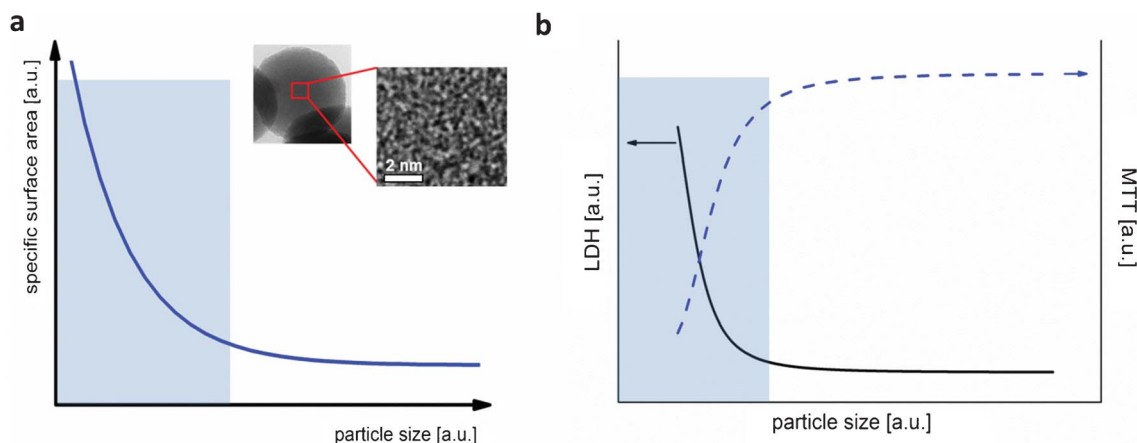 a
specific surface area [a.u.]
2 nm
particle size [a.u.]
b
LDH [a.u.]
MTT [a.u.]
particle size [a.u.]